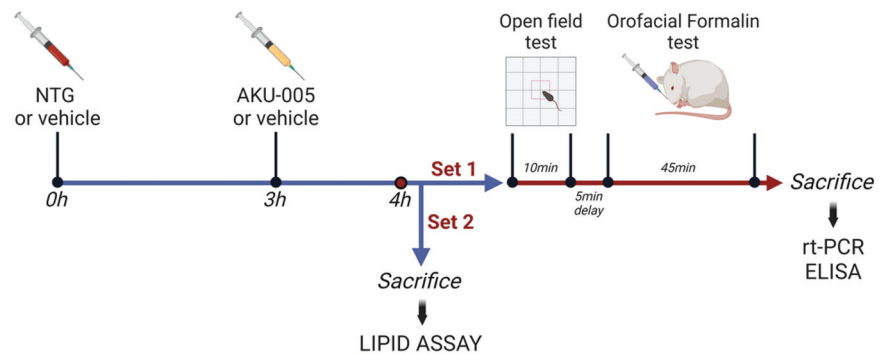 Open field
test
Orofacial Formalin
test
NTG
or vehicle
AKU-005
or vehicle
Set 1
10min
45min
Sacrifice
0h
3h
4h
5min
delay
Set 2
rt-PCR
ELISA
Sacrifice
LIPID ASSAY